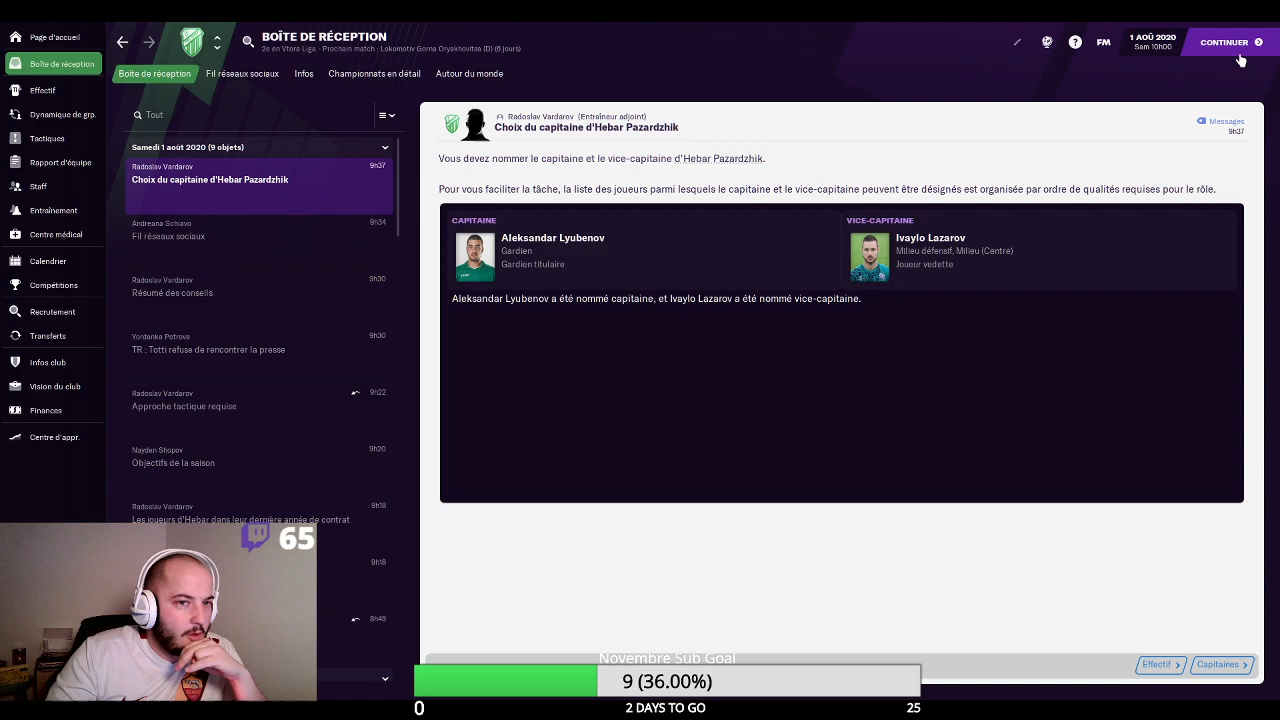 Page d'accueil
Boîte de réception
Effectif
Dynamique de grp.
Tactiques
Rapport d'équipe
Staff
Entraînement
Centre médical
Calendrier
Compétitions
Recrutement
Transferts
Infos club
Vision du club
Finances
Centre d'appr.
BOÎTE DE RÉCEPTION
2e en Vtora Liga - Prochain match : Lokomotiv Gorna Oryakhovitsa (D) (6 jours)
FM
1 AOÛ 2020
Sam 10h00
CONTINUER
Boîte de réception
Fil réseaux sociaux
Infos
Championnats en détail
Autour du monde
Tout
Samedi 1 août 2020 (9 objets)
Radoslav Vardarov 9h37
Choix du capitaine d'Hebar Pazardzhik
Andreana Schiavo 9h34
Fil réseaux sociaux
Radoslav Vardarov 9h30
Résumé des conseils
Yordanka Petrova 9h30
TR : Totti refuse de rencontrer la presse
Radoslav Vardarov 9h22
Approche tactique requise
Nayden Shopov 9h20
Objectifs de la saison
Radoslav Vardarov 9h18
Les joueurs d'Hebar dans leur dernière année de contrat
9h18
8h49
Radoslav Vardarov (Entraîneur adjoint)
Choix du capitaine d'Hebar Pazardzhik
Messages
9h37
Vous devez nommer le capitaine et le vice-capitaine d'Hebar Pazardzhik.
Pour vous faciliter la tâche, la liste des joueurs parmi lesquels le capitaine et le vice-capitaine peuvent être désignés est organisée par ordre de qualités requises pour le rôle.
CAPITAINE
Aleksandar Lyubenov
Gardien
Gardien titulaire
VICE-CAPITAINE
Ivaylo Lazarov
Milieu défensif, Milieu (Centre)
Joueur vedette
Aleksandar Lyubenov a été nommé capitaine, et Ivaylo Lazarov a été nommé vice-capitaine.
Effectif
Capitaines
65
Novembre Sub Goal
9 (36.00%)
0
2 DAYS TO GO
25